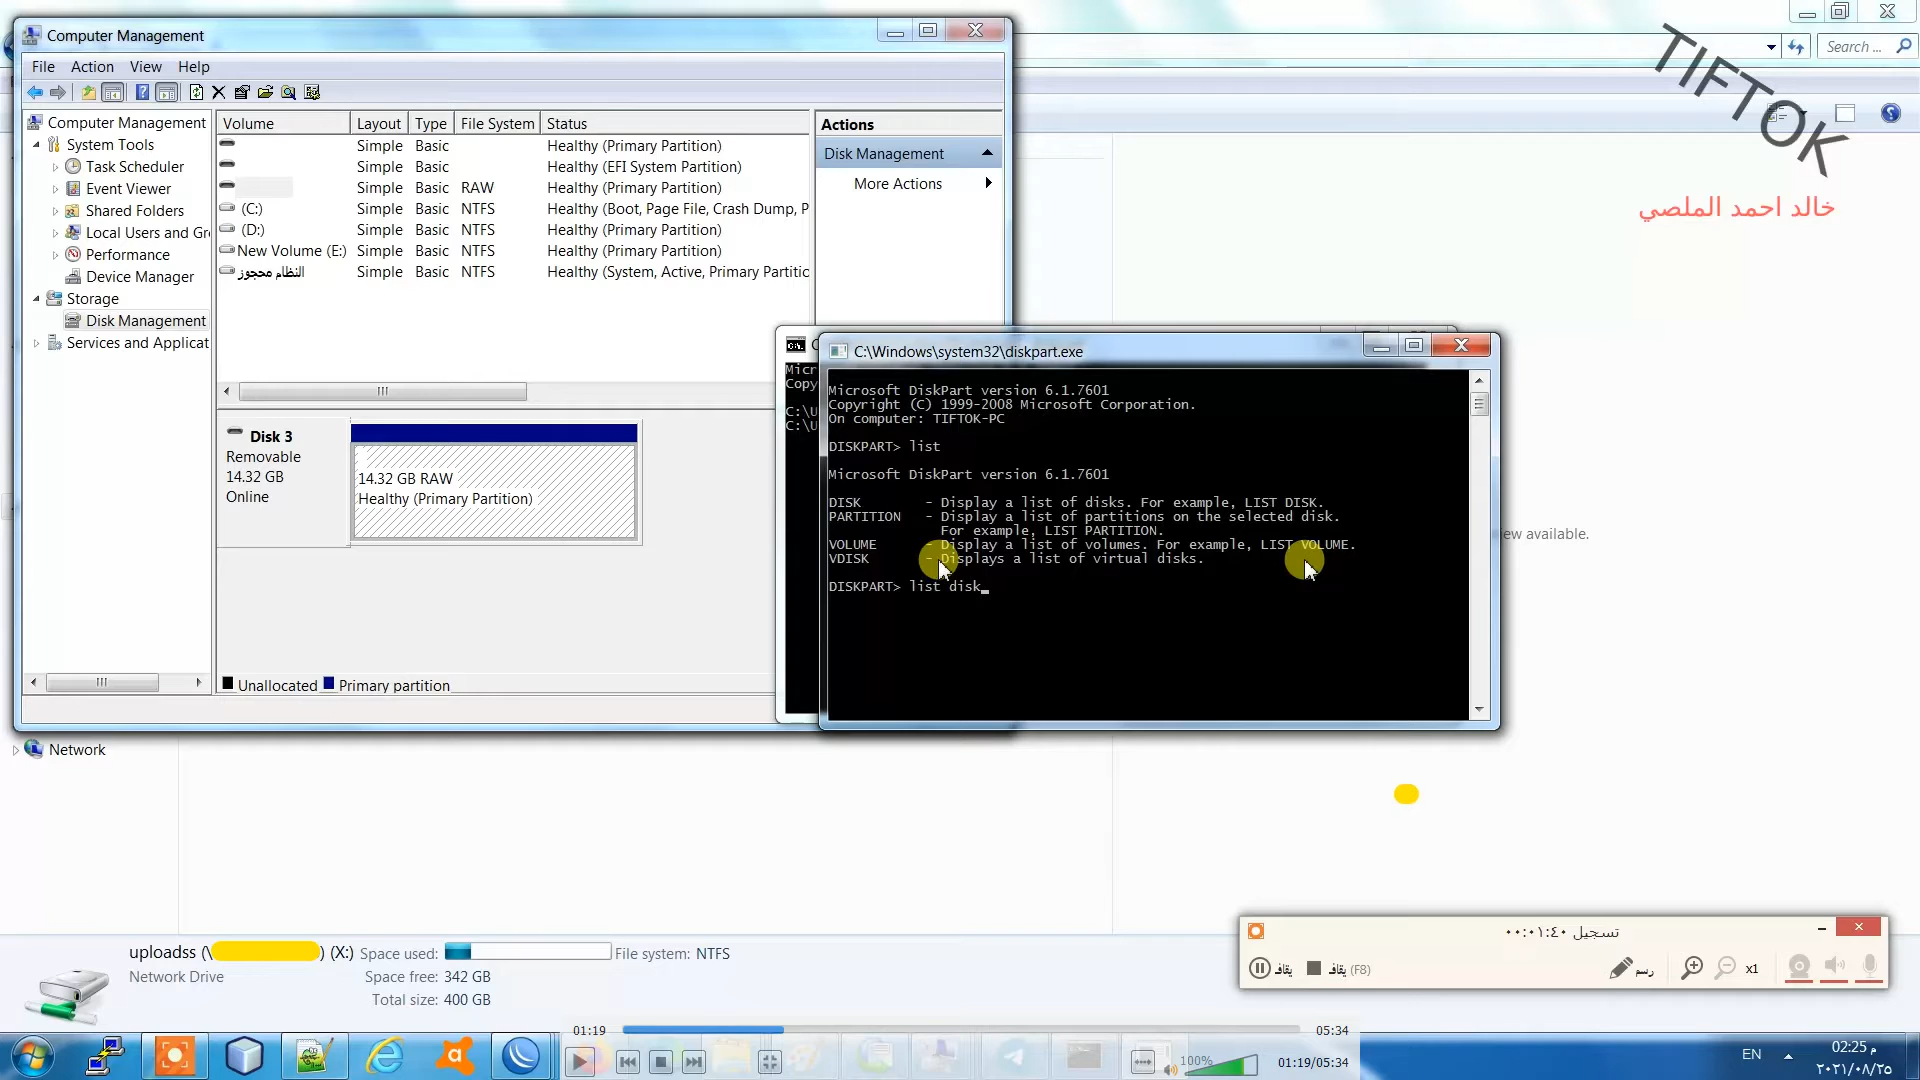 Computer Management
File Action View Help
Search ...
TIFTOK
خالد احمد الملصي
Computer Management
System Tools
Task Scheduler
Event Viewer
Shared Folders
Local Users and Gr
Performance
Device Manager
Storage
Disk Management
Services and Applicat
Volume Layout Type File System Status
Simple Basic Healthy (Primary Partition)
Simple Basic Healthy (EFI System Partition)
Simple Basic RAW Healthy (Primary Partition)
(C:) Simple Basic NTFS Healthy (Boot, Page File, Crash Dump, P
(D:) Simple Basic NTFS Healthy (Primary Partition)
New Volume (E:) Simple Basic NTFS Healthy (Primary Partition)
النظام محجوز Simple Basic NTFS Healthy (System, Active, Primary Partitic
Actions
Disk Management
More Actions
Disk 3
Removable
14.32 GB
Online
14.32 GB RAW
Healthy (Primary Partition)
Unallocated Primary partition
Micr
Copy
C:\U
C:\U
C:\Windows\system32\diskpart.exe
Microsoft DiskPart version 6.1.7601
Copyright (C) 1999-2008 Microsoft Corporation.
On computer: TIFTOK-PC
DISKPART> list
Microsoft DiskPart version 6.1.7601
DISK - Display a list of disks. For example, LIST DISK.
PARTITION - Display a list of partitions on the selected disk.
For example, LIST PARTITION.
VOLUME - Display a list of volumes. For example, LIST VOLUME.
VDISK - Displays a list of virtual disks.
DISKPART> list disk_
ew available.
Network
uploadss (\ ) (X:) Space used: File system: NTFS
Network Drive Space free: 342 GB
Total size: 400 GB
تسجيل ٠٠:٠١:٤٠
يقاف يقاف (F8) رسم x1
01:19 05:34
100% 01:19/05:34
EN
02:25 م
٢٠٢١/٠٨/٢٥